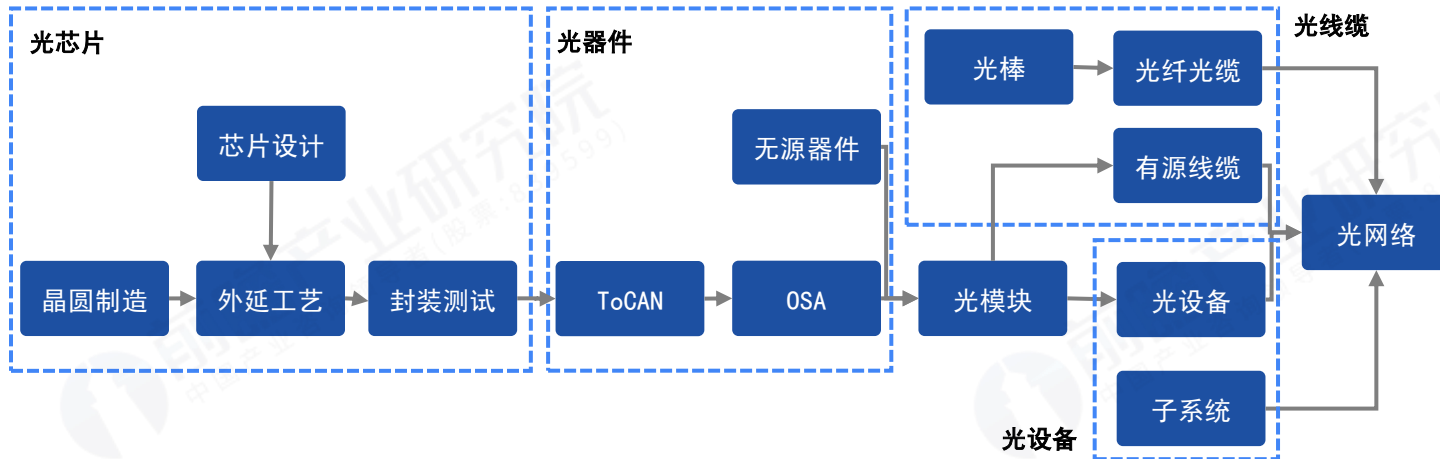 光芯片
光器件
光线缆
光棒
光纤光缆
芯片设计
无源器件
有源线缆
光网络
晶圆制造
外延工艺
封装测试
ToCAN
OSA
光模块
光设备
子系统
光设备